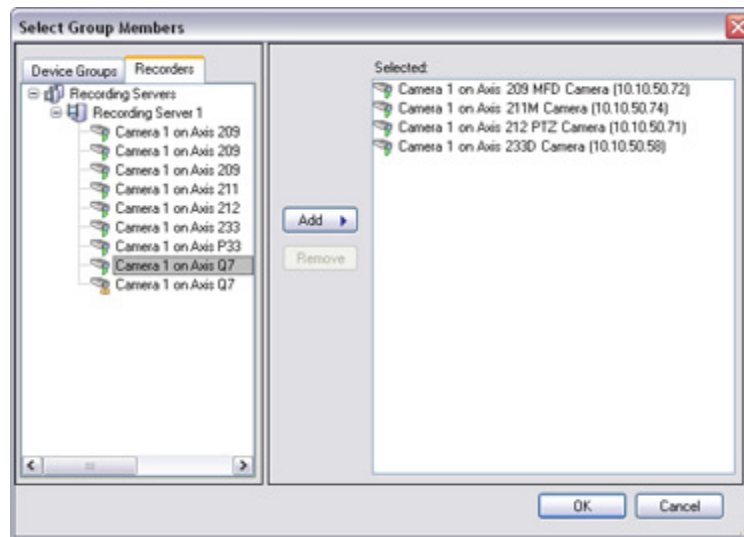 Select Group Members
Device Groups Recorders
Recording Servers
Recording Server 1
Camera 1 on Axis 209
Camera 1 on Axis 209
Camera 1 on Axis 209
Camera 1 on Axis 211
Camera 1 on Axis 212
Camera 1 on Axis 233
Camera 1 on Axis P33
Camera 1 on Axis Q7
Camera 1 on Axis Q7
Add
Remove
Selected:
Camera 1 on Axis 209 MFD Camera (10.10.50.72)
Camera 1 on Axis 211M Camera (10.10.50.74)
Camera 1 on Axis 212 PTZ Camera (10.10.50.71)
Camera 1 on Axis 233D Camera (10.10.50.58)
OK Cancel